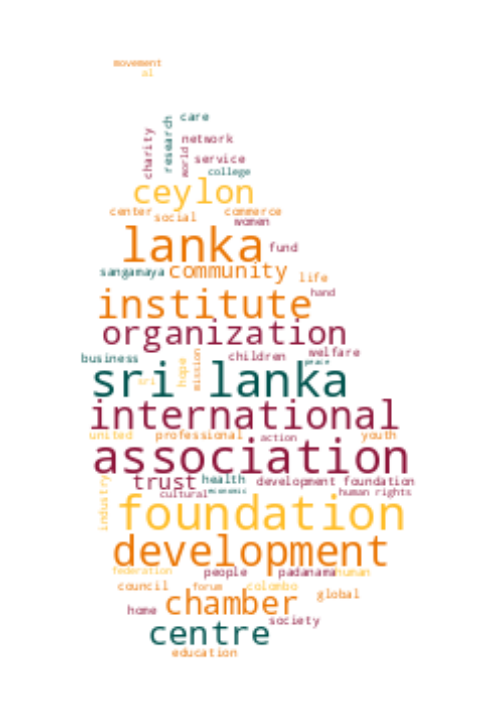 movement
al
care
charity
research
world
network
service
college
ceylon
center
social
commerce
women
lanka
fund
sangamaya
community
life
institute
hand
organization
business
children
welfare
peace
sri lanka
sri
hope
mission
international
united
professional
action
youth
association
trust
health
development foundation
cultural
economic
human rights
industry
foundation
development
federation
people
padanama
human
council
forum
colombo
global
chamber
home
society
centre
education